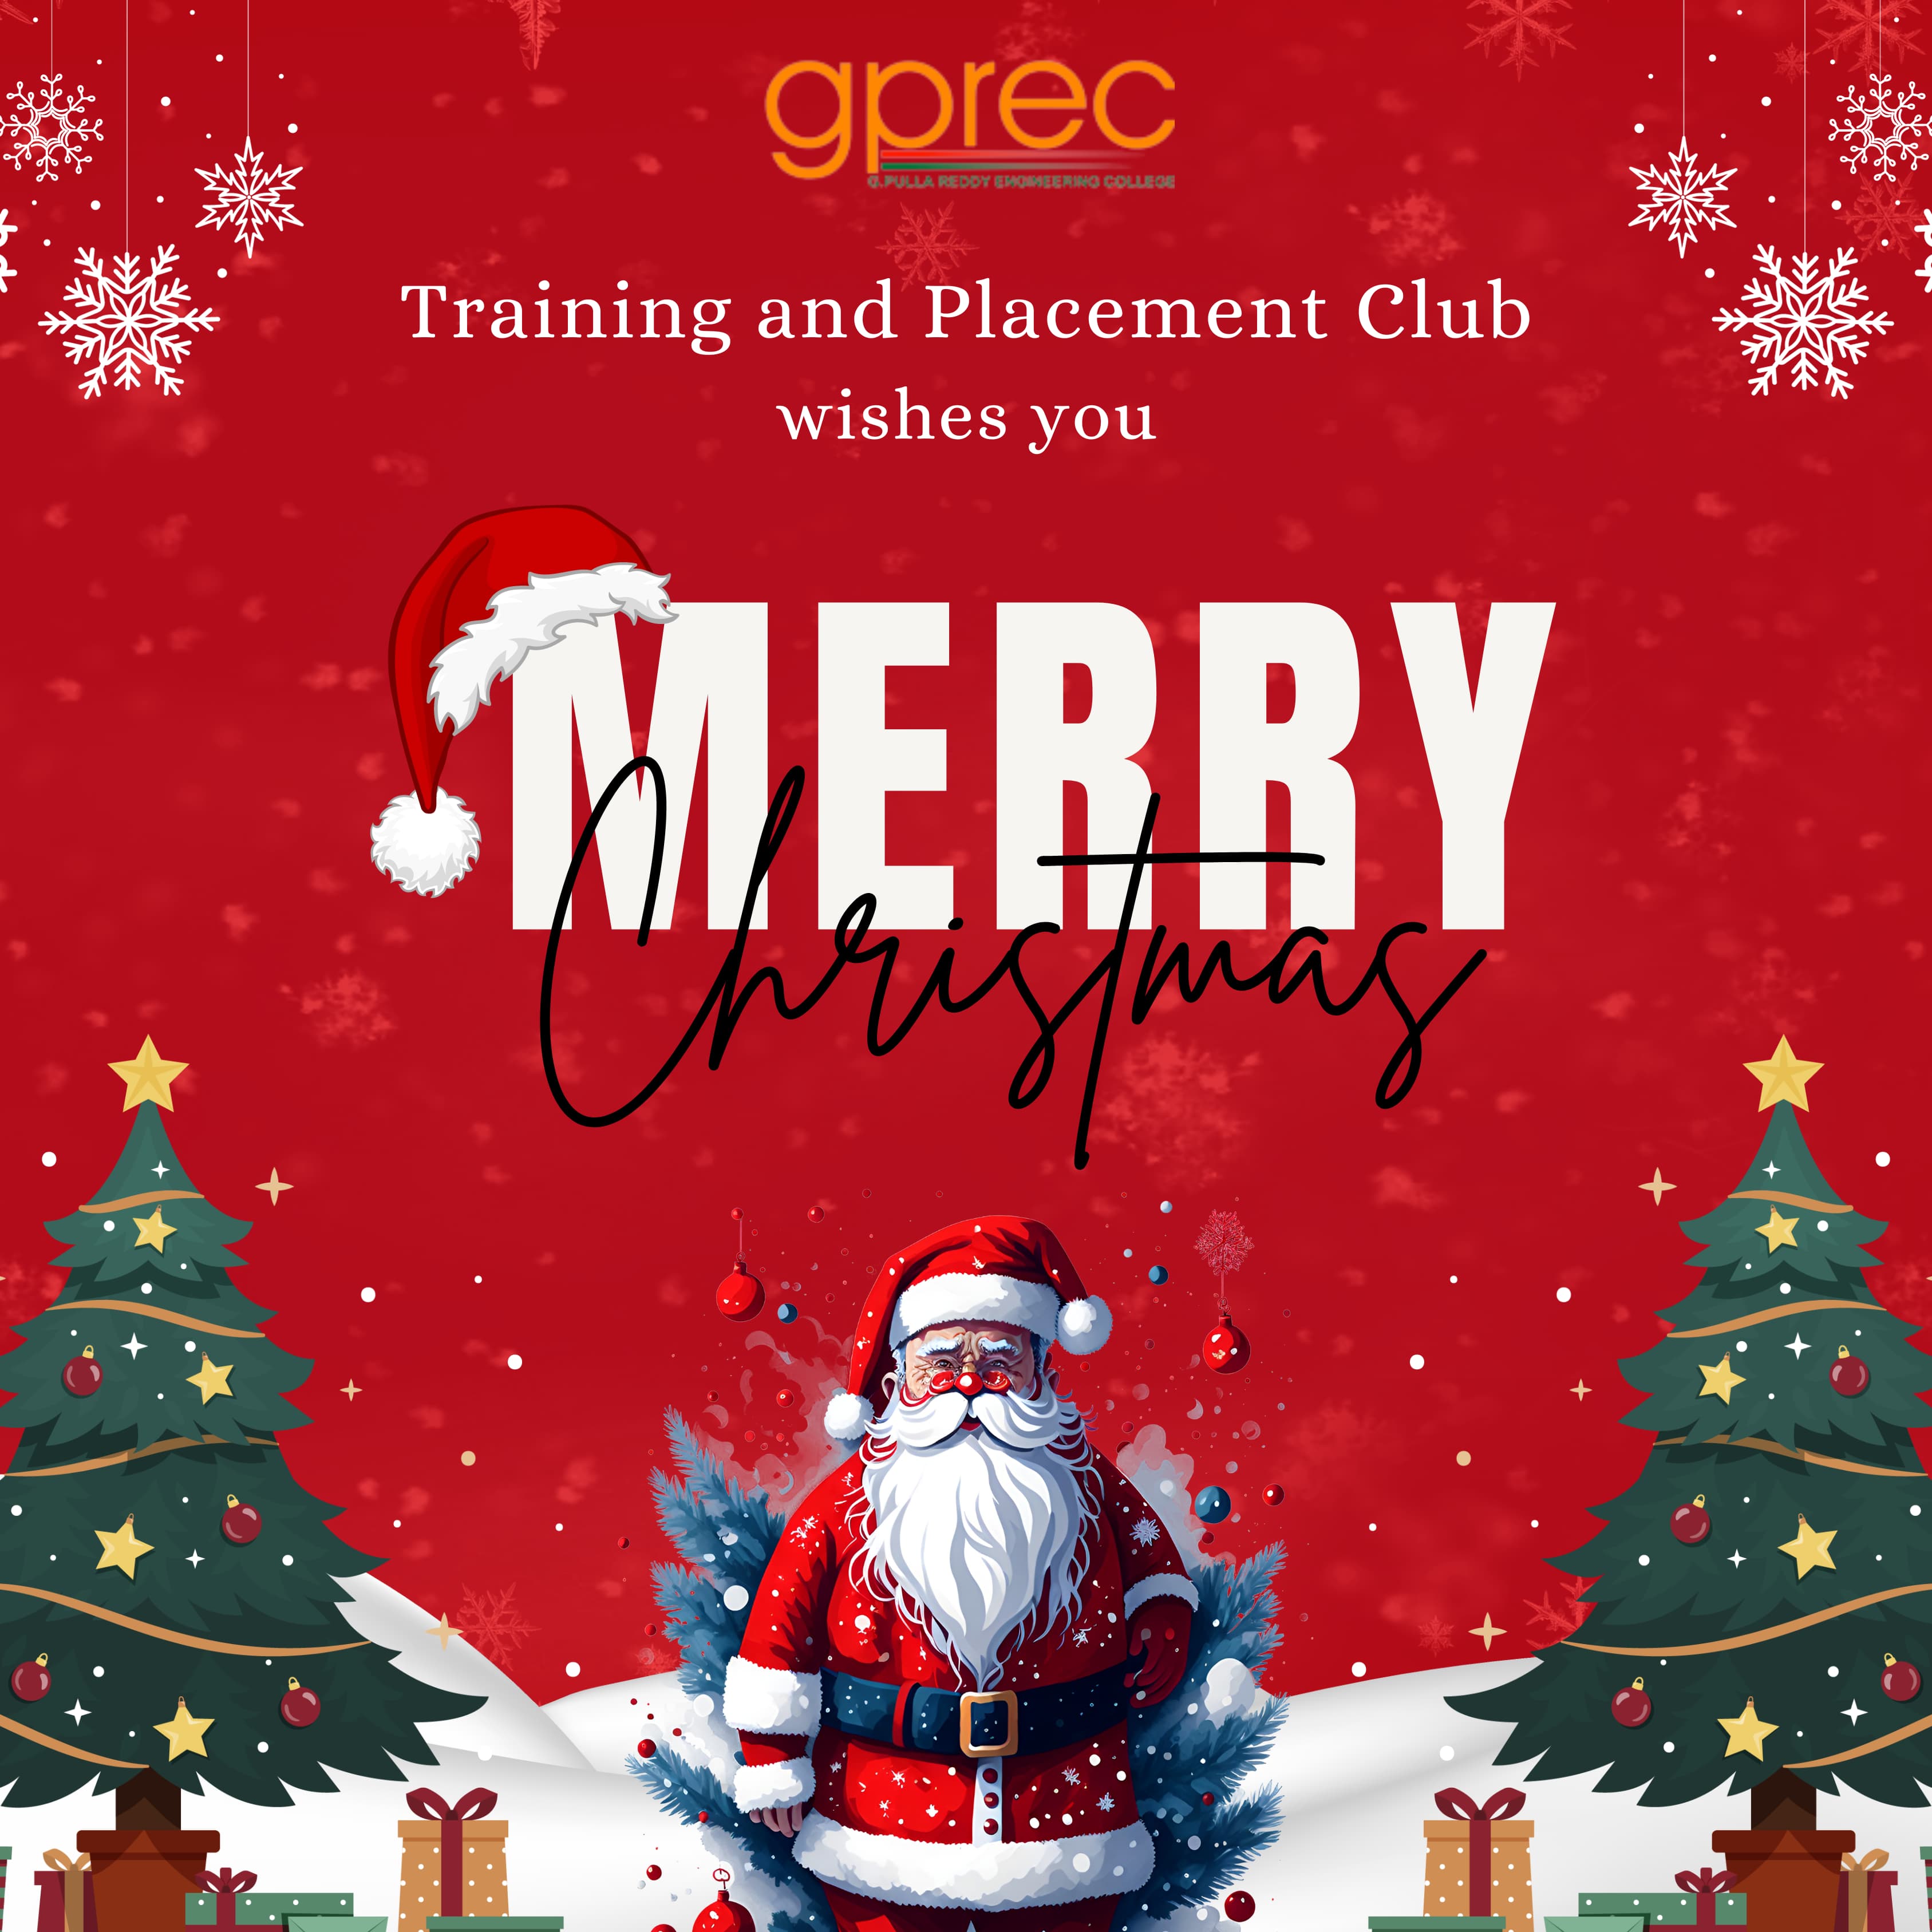 gprec
G.PULLA REDDY ENGINEERING COLLEGE
Training and Placement Club
wishes you
MERRY
Christmas